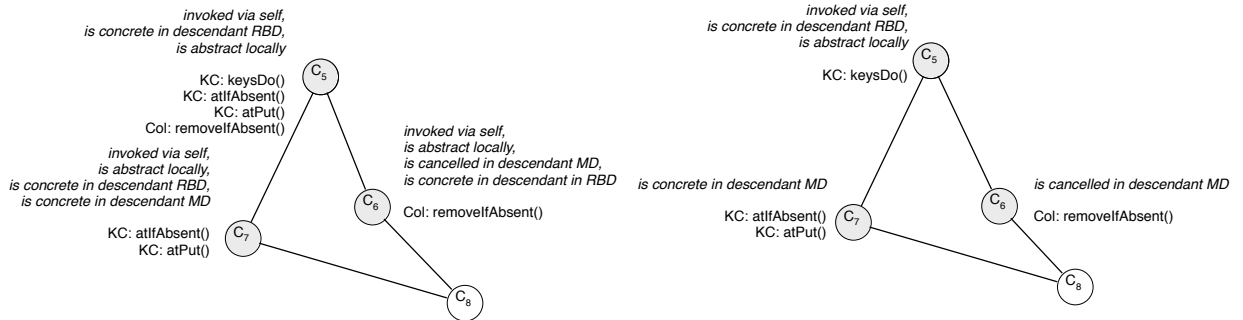 invoked via self,
is concrete in descendant RBD,
is abstract locally
C5
KC: keysDo()
KC: atIfAbsent()
KC: atPut()
Col: removeIfAbsent()
invoked via self,
is abstract locally,
is concrete in descendant RBD,
is concrete in descendant MD
invoked via self,
is abstract locally,
is cancelled in descendant MD,
is concrete in descendant in RBD
C6
Col: removeIfAbsent()
C7
KC: atIfAbsent()
KC: atPut()
C8
invoked via self,
is concrete in descendant RBD,
is abstract locally
C5
KC: keysDo()
is concrete in descendant MD
is cancelled in descendant MD
C7
KC: atIfAbsent()
KC: atPut()
C6
Col: removeIfAbsent()
C8